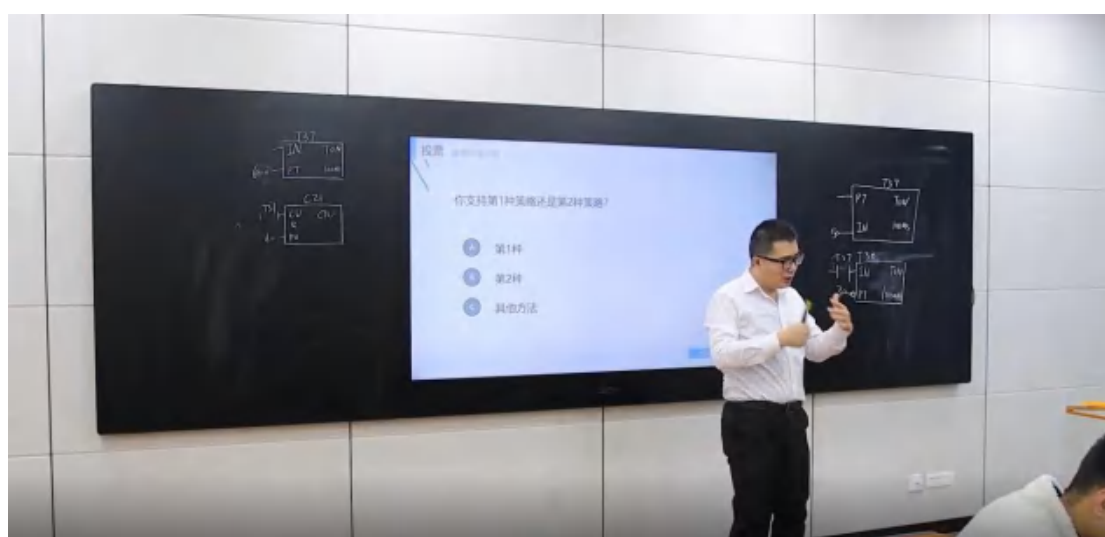 T37
IN TON
PT
C20
CU CTU
R
PV
投票
你支持第1种策略还是第2种策略?
A 第1种
B 第2种
C 其他方法
T37
PT TON
IN
T37 T38
IN TON
PT